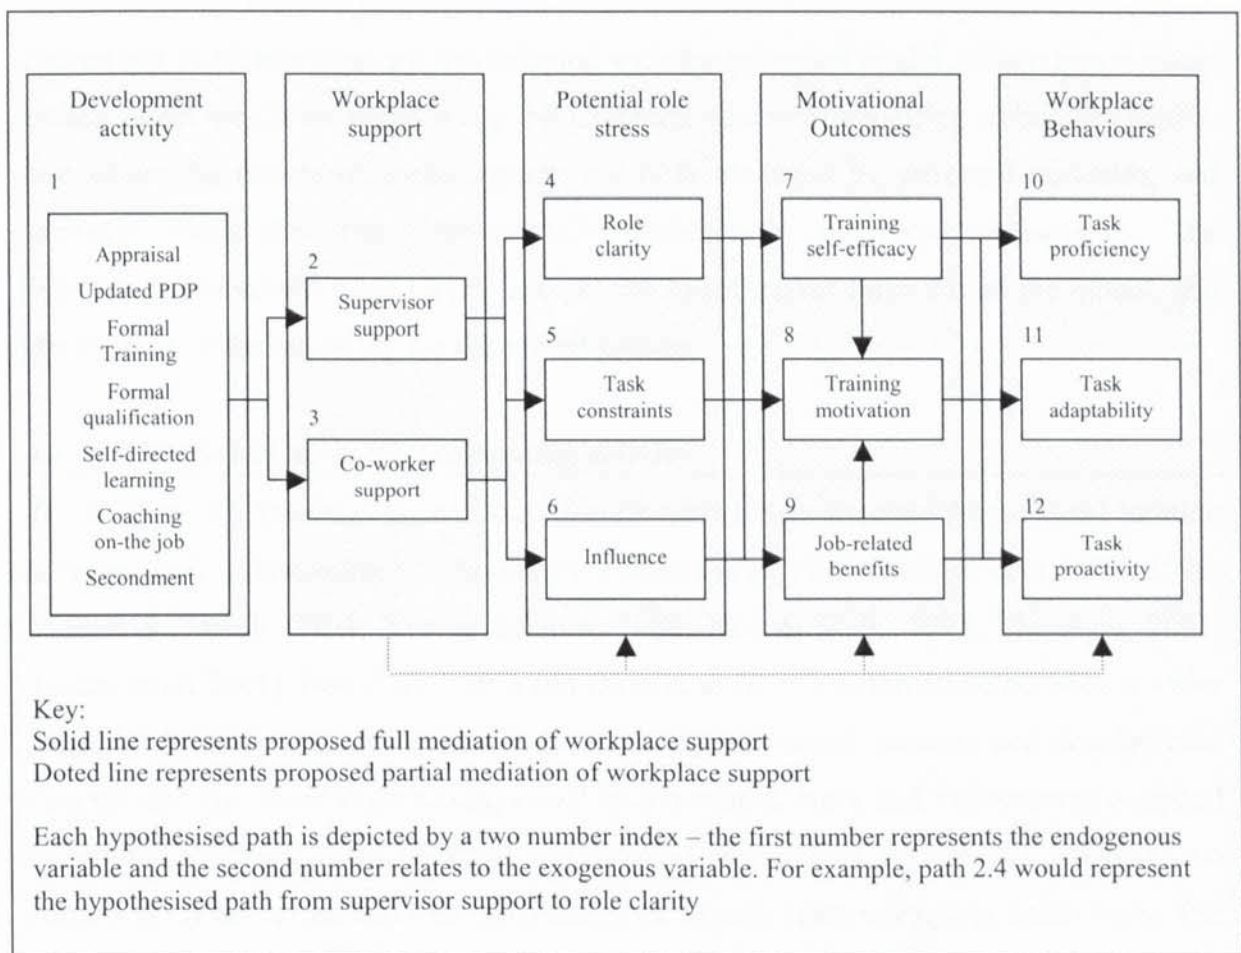 Development
activity
1
Appraisal
Updated PDP
Formal
Training
Formal
qualification
Self-directed
learning
Coaching
on-the job
Secondment
Workplace
support
2
Supervisor
support
3
Co-worker
support
Potential role
stress
4
Role
clarity
5
Task
constraints
6
Influence
Motivational
Outcomes
7
Training
self-efficacy
8
Training
motivation
9
Job-related
benefits
Workplace
Behaviours
10
Task
proficiency
11
Task
adaptability
12
Task
proactivity
Key:
Solid line represents proposed full mediation of workplace support
Doted line represents proposed partial mediation of workplace support
Each hypothesised path is depicted by a two number index – the first number represents the endogenous
variable and the second number relates to the exogenous variable. For example, path 2.4 would represent
the hypothesised path from supervisor support to role clarity